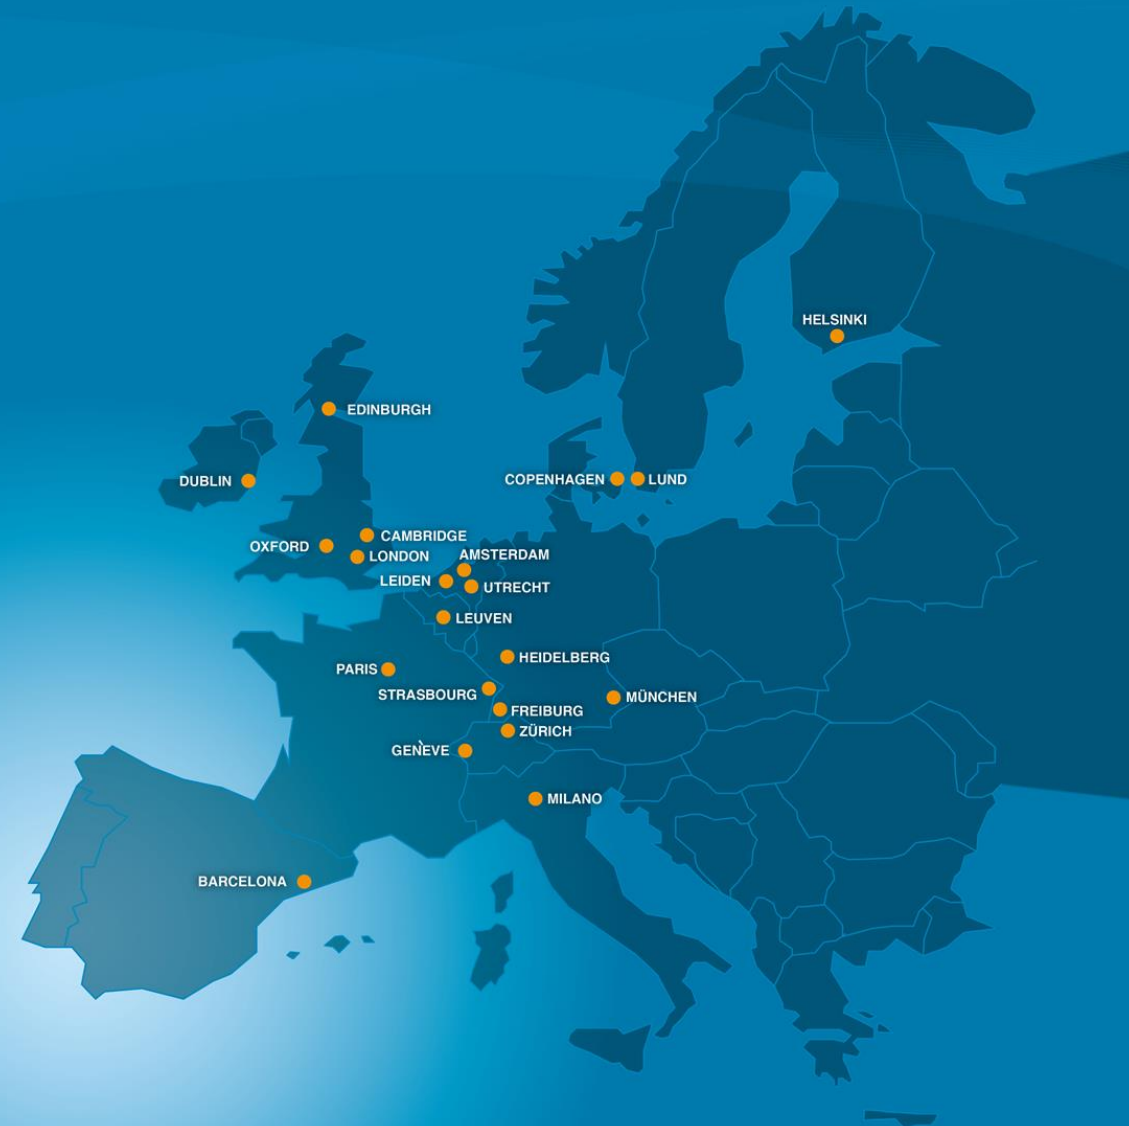 HELSINKI
EDINBURGH
DUBLIN
COPENHAGEN
LUND
CAMBRIDGE
OXFORD
LONDON
AMSTERDAM
LEIDEN
UTRECHT
LEUVEN
HEIDELBERG
PARIS
STRASBOURG
MÜNCHEN
FREIBURG
ZÜRICH
GENÈVE
MILANO
BARCELONA